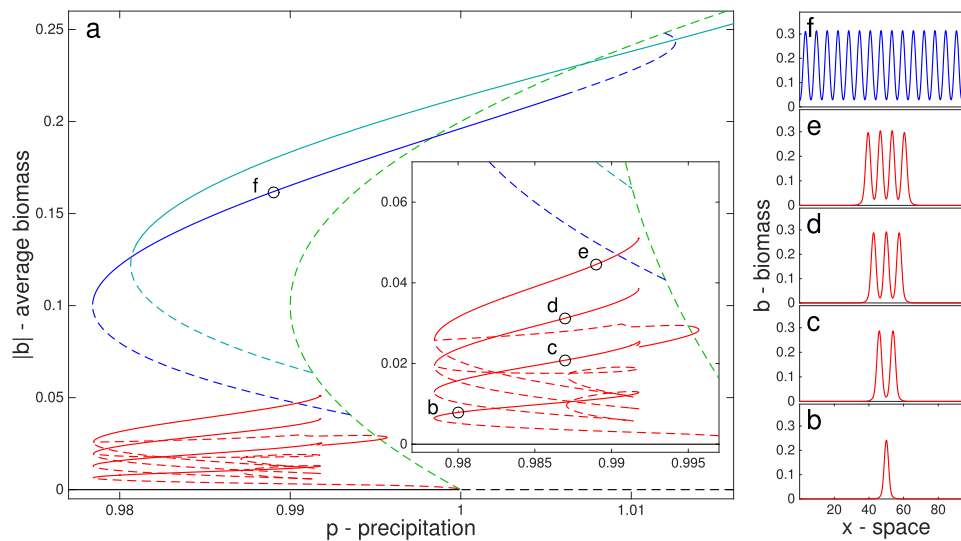 a
|b| - average biomass
0.25
0.2
0.15
0.1
0.05
0
0.98
0.99
1
1.01
p - precipitation
f
0.06
0.04
0.02
0
0.98
0.985
0.99
0.995
e
d
c
b
b - biomass
f
0.3
0.2
0.1
0
e
0.3
0.2
0.1
0
d
0.3
0.2
0.1
0
c
0.3
0.2
0.1
0
b
0.3
0.2
0.1
0
20
40
60
80
x - space